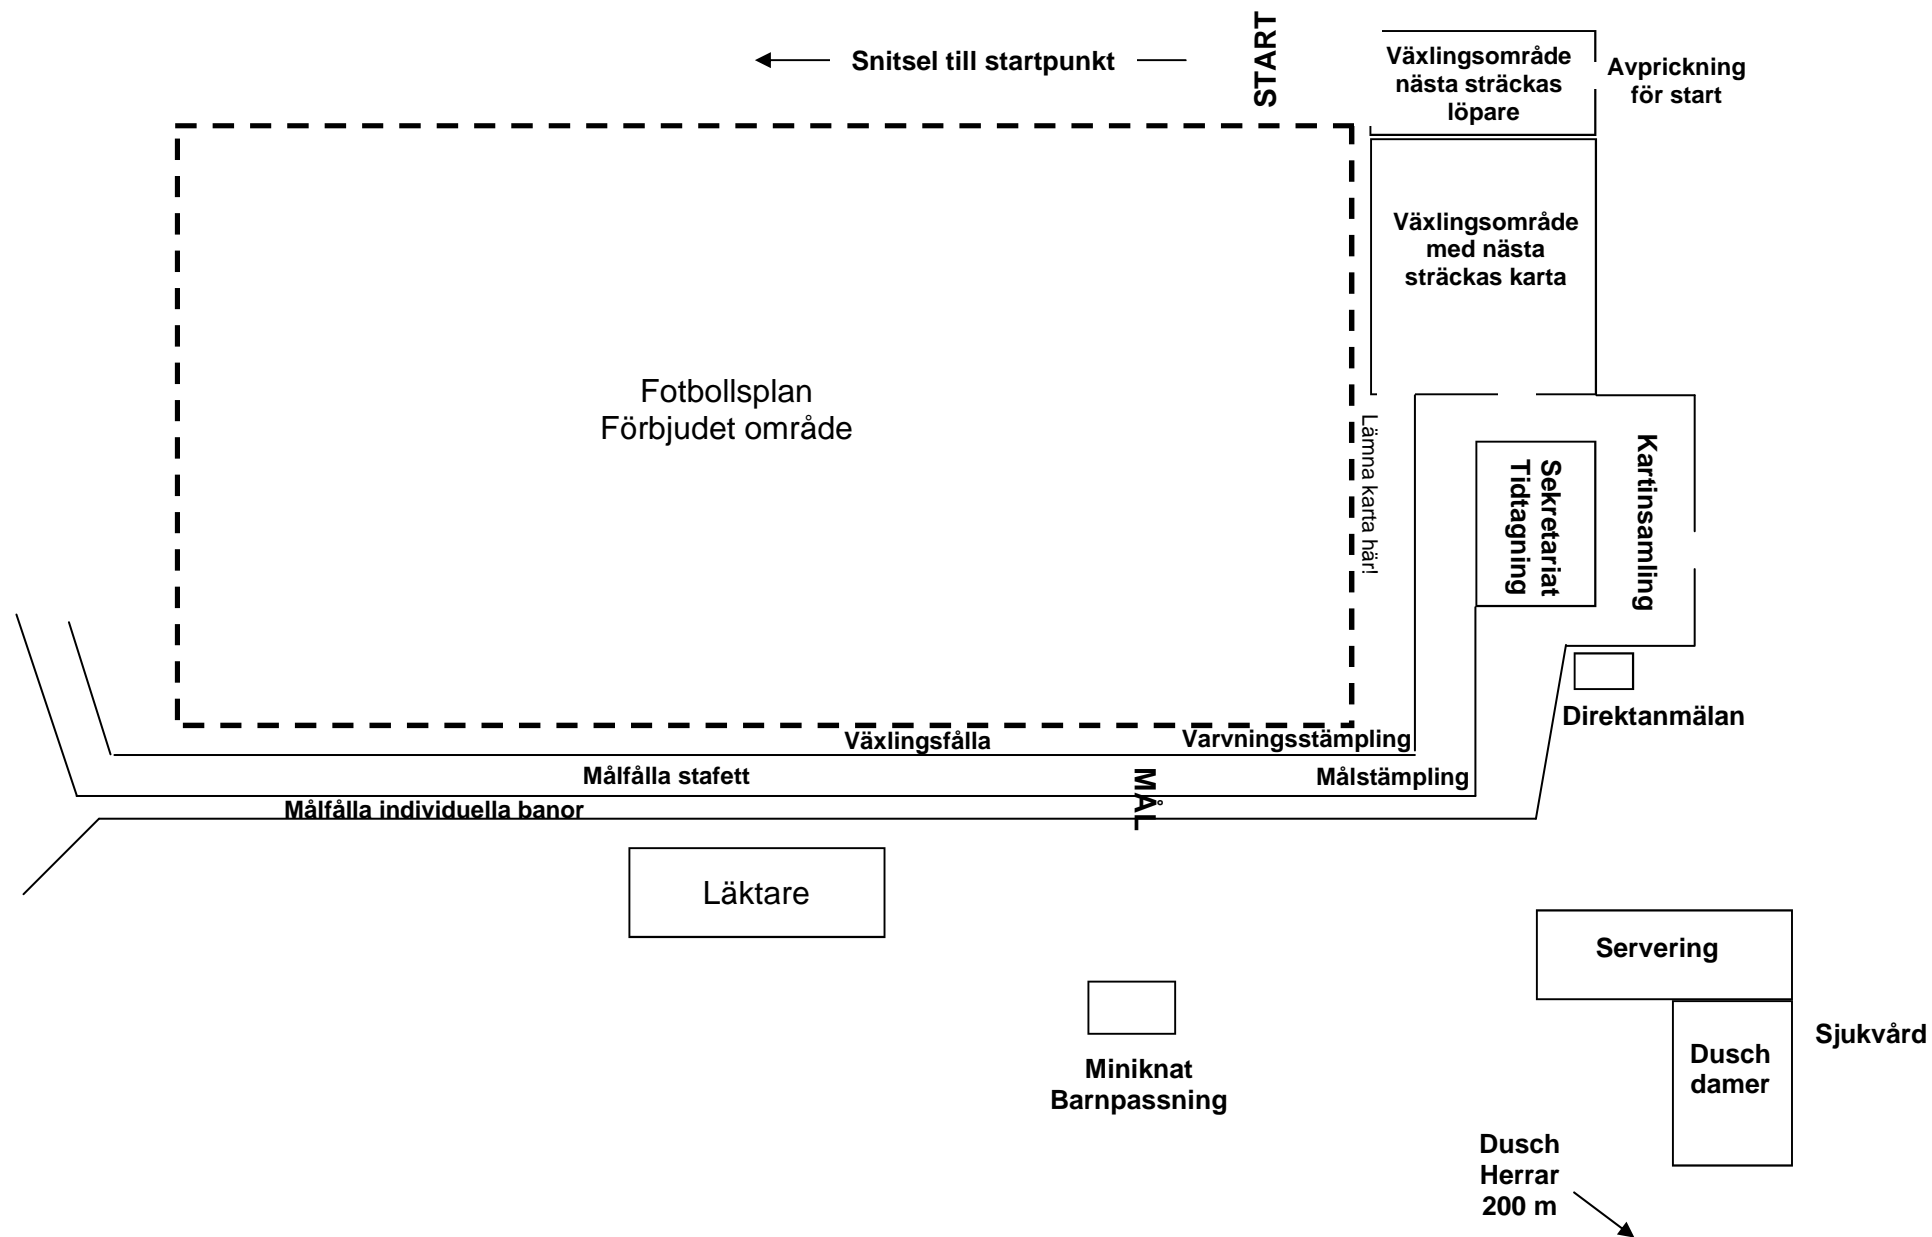 START
Snitsel till startpunkt
Växlingsområde
nästa sträckas
löpare
Avprickning
för start
Växlingsområde
med nästa
sträckas karta
Fotbollsplan
Förbjudet område
Lämna karta här!
Sekretariat
Tidtagning
Kartinsamling
Direktanmälan
Växlingsfålla
Varvningsstämpling
Målfålla stafett
MÅL
Målstämpling
Målfålla individuella banor
Läktare
Servering
Sjukvård
Dusch
damer
Miniknat
Barnpassning
Dusch
Herrar
200 m